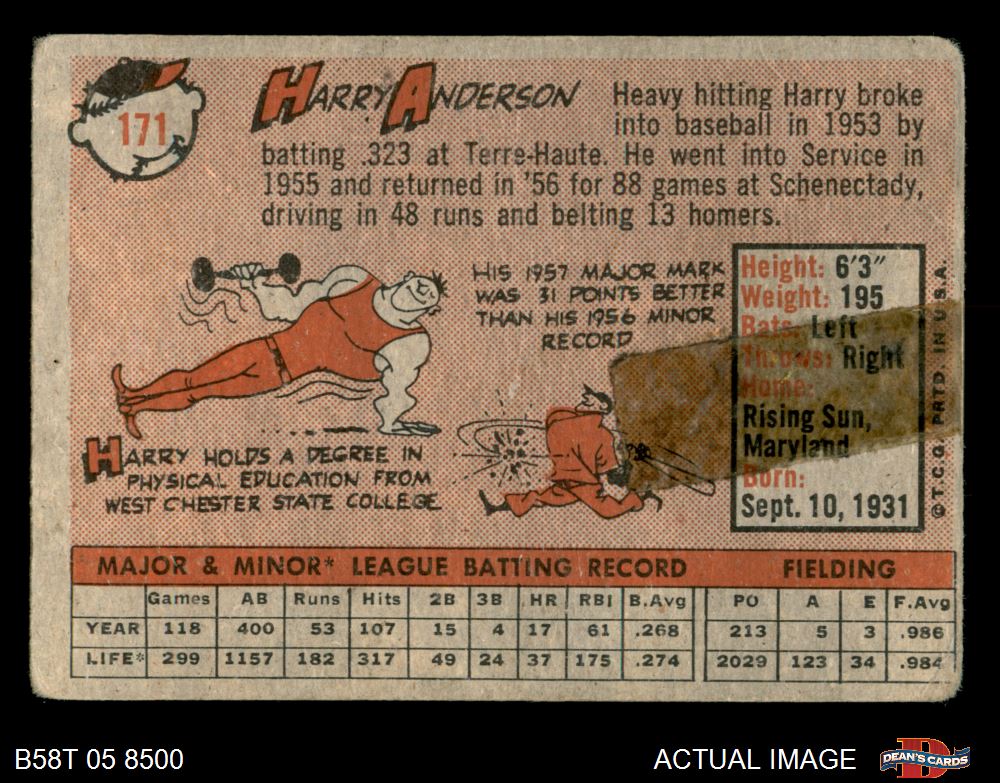 171
HARRY ANDERSON
Heavy hitting Harry broke
into baseball in 1953 by
batting .323 at Terre-Haute. He went into Service in
1955 and returned in '56 for 88 games at Schenectady,
driving in 48 runs and belting 13 homers.
HIS 1957 MAJOR MARK
WAS 31 POINTS BETTER
THAN HIS 1956 MINOR
RECORD
HARRY HOLDS A DEGREE IN
PHYSICAL EDUCATION FROM
WEST CHESTER STATE COLLEGE
Height: 6'3"
Weight: 195
Bats: Left
Throws: Right
Home:
Rising Sun,
Maryland
Born:
Sept. 10, 1931
© T.C.G. PRTD. IN U.S.A.
MAJOR & MINOR* LEAGUE BATTING RECORD FIELDING
Games AB Runs Hits 2B 3B HR RBI B.Avg PO A E F.Avg
YEAR 118 400 53 107 15 4 17 61 .268 213 5 3 .986
LIFE* 299 1157 182 317 49 24 37 175 .274 2029 123 34 .984
B58T 05 8500 ACTUAL IMAGE DEAN'S CARDS